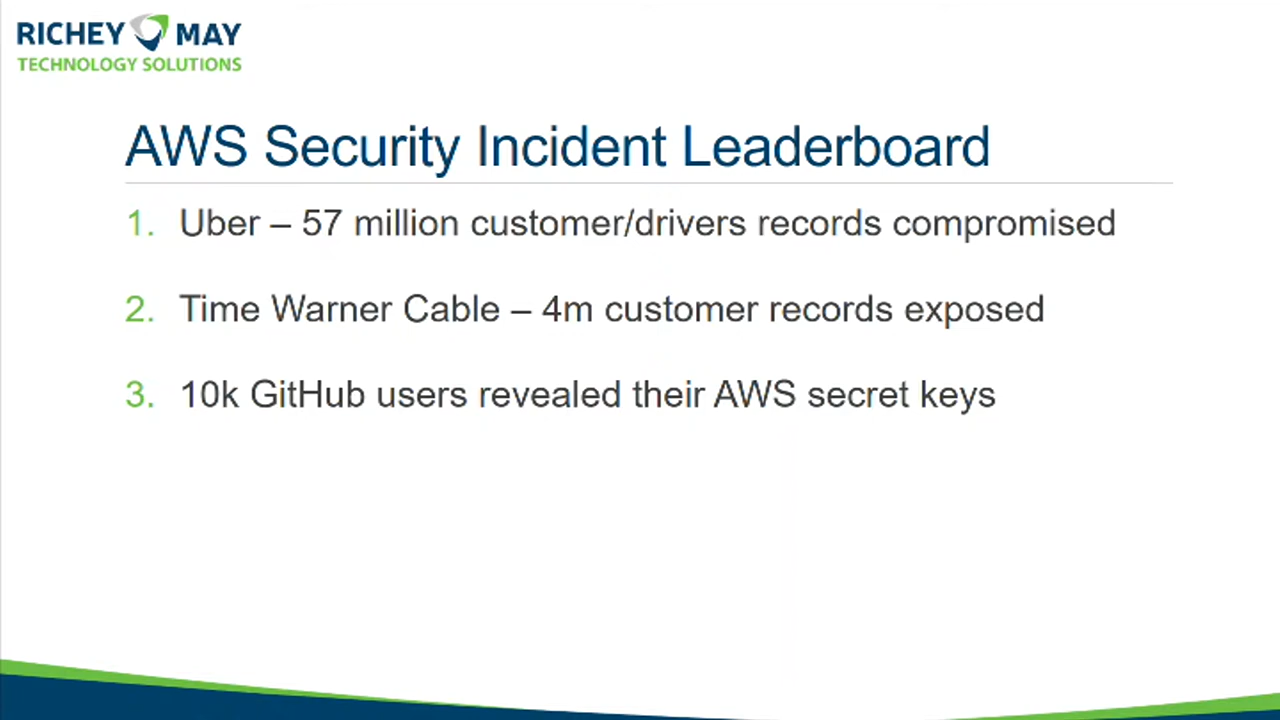 RICHEY MAY
TECHNOLOGY SOLUTIONS
AWS Security Incident Leaderboard
1. Uber – 57 million customer/drivers records compromised
2. Time Warner Cable – 4m customer records exposed
3. 10k GitHub users revealed their AWS secret keys